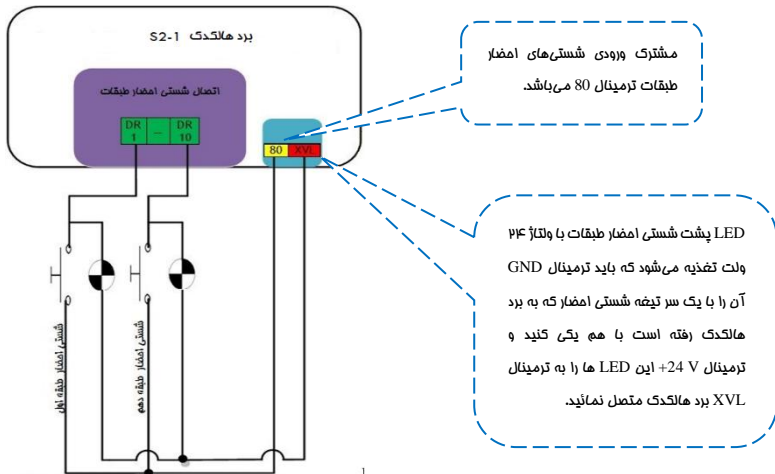 برد هالکدک S2-1
اتصال شستی احضار طبقات
DR 1
–
DR 10
80
XVL
شستی احضار طبقه اول
شستی احضار طبقه دهم
1
مشترک ورودی شستی‌های احضار
طبقات ترمینال 80 می‌باشد.
LED پشت شستی احضار طبقات با ولتاژ ۲۴
ولت تغذیه می‌شود که باید ترمینال GND
آن را با یک سر تیغه شستی احضار که به برد
هالکدک رفته است با هم یکی کنید و
ترمینال +24 V این LED ها را به ترمینال
XVL برد هالکدک متصل نمائید.